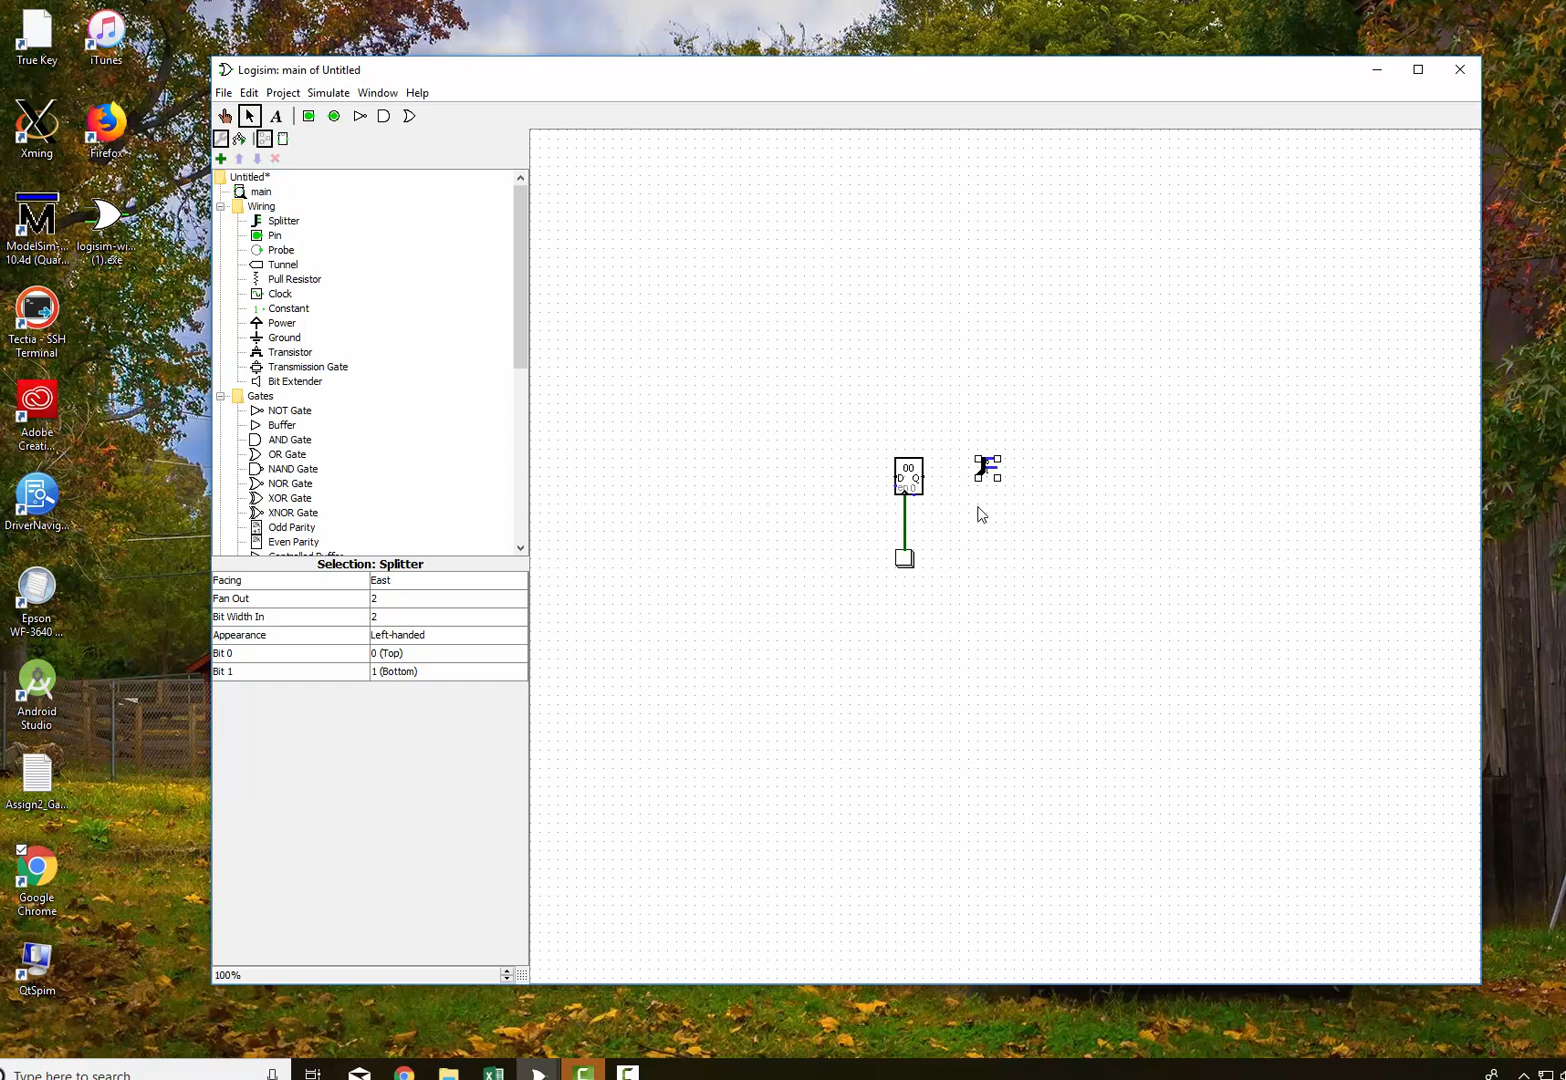 True Key
iTunes
Xming
Firefox
ModelSim-...
10.4d (Quar...
logisim-wi...
(1).exe
Tectia - SSH
Terminal
Adobe
Creati...
DriverNavig...
Epson
WF-3640 ...
Android
Studio
Assign2_Ga...
Google
Chrome
QtSpim
Logisim: main of Untitled
File Edit Project Simulate Window Help
A
Untitled*
main
Wiring
Splitter
Pin
Probe
Tunnel
Pull Resistor
Clock
Constant
Power
Ground
Transistor
Transmission Gate
Bit Extender
Gates
NOT Gate
Buffer
AND Gate
OR Gate
NAND Gate
NOR Gate
XOR Gate
XNOR Gate
Odd Parity
Even Parity
Controlled Buffer
Selection: Splitter
Facing East
Fan Out 2
Bit Width In 2
Appearance Left-handed
Bit 0 0 (Top)
Bit 1 1 (Bottom)
100%
00
D Q
en 0
Type here to search